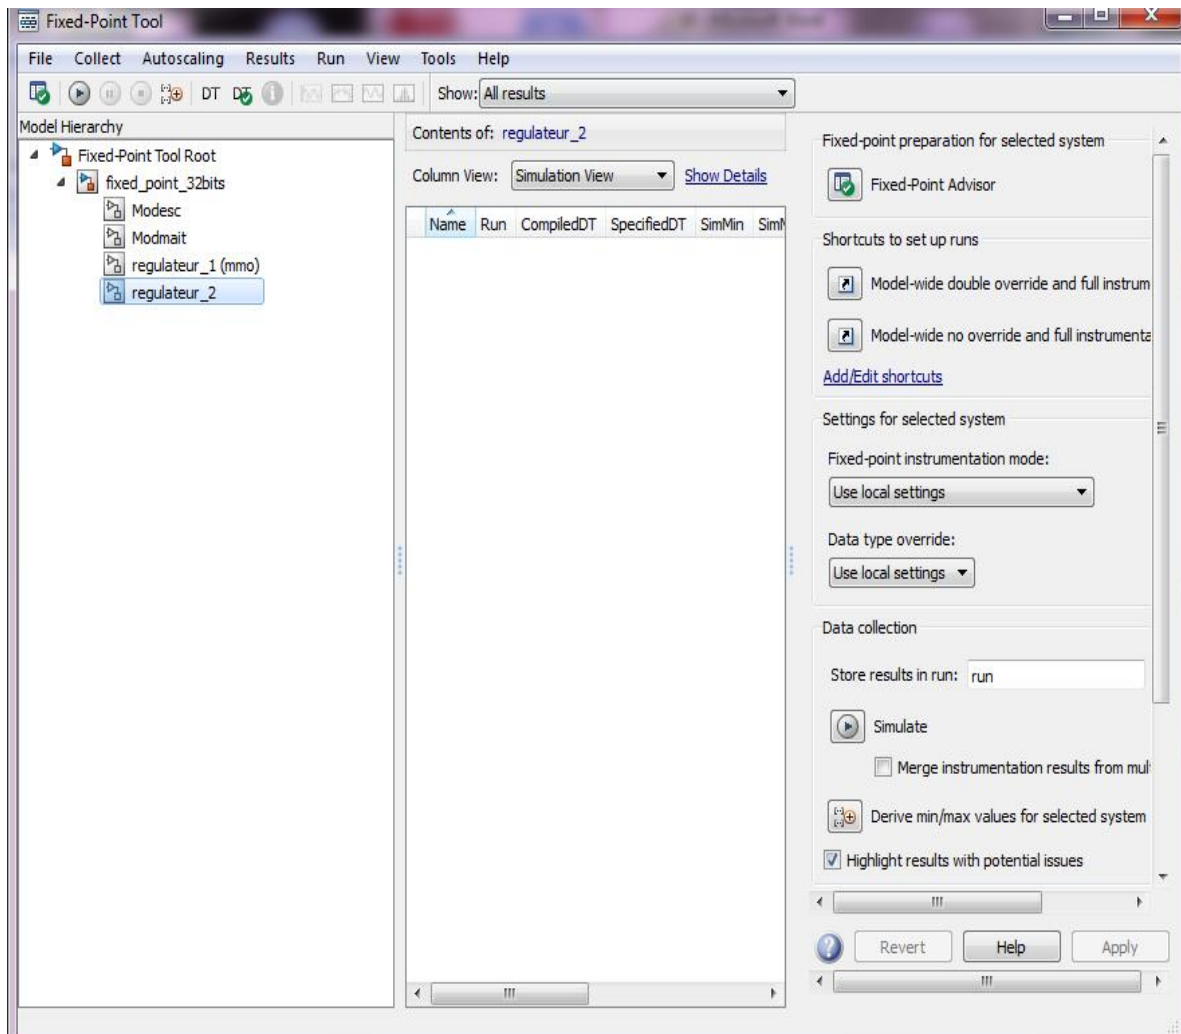 Fixed-Point Tool
File Collect Autoscaling Results Run View Tools Help
DT Show: All results
Model Hierarchy
Fixed-Point Tool Root
fixed_point_32bits
Modesc
Modmait
regulateur_1 (mmo)
regulateur_2
Contents of: regulateur_2
Column View: Simulation View Show Details
Name Run CompiledDT SpecifiedDT SimMin SimM
Fixed-point preparation for selected system
Fixed-Point Advisor
Shortcuts to set up runs
Model-wide double override and full instrum
Model-wide no override and full instrumenta
Add/Edit shortcuts
Settings for selected system
Fixed-point instrumentation mode:
Use local settings
Data type override:
Use local settings
Data collection
Store results in run: run
Simulate
Merge instrumentation results from mul
Derive min/max values for selected system
Highlight results with potential issues
Revert Help Apply